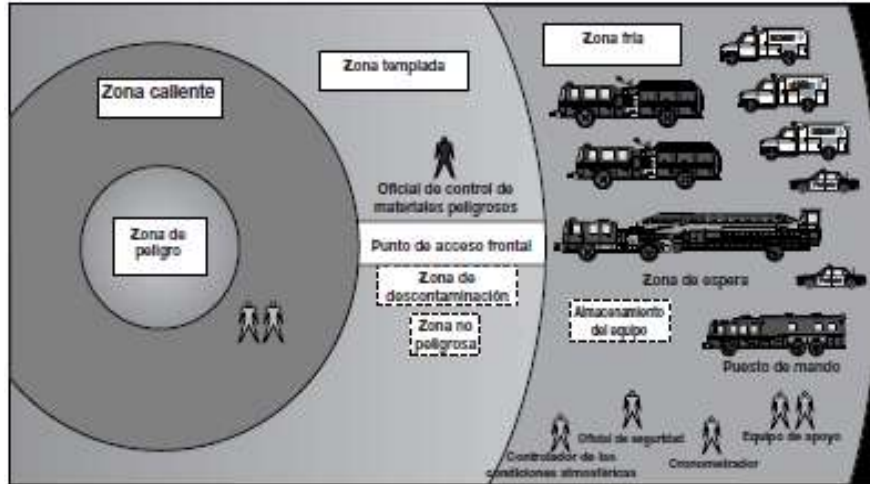 Zona caliente
Zona de
peligro
Zona templada
Oficial de control de
materiales peligrosos
Punto de acceso frontal
Zona de
descontaminación
Zona no
peligrosa
Zona fría
Zona de espera
Almacenamiento
del equipo
Puesto de mando
Oficial de seguridad
Controlador de las
condiciones atmosféricas
Cronometrador
Equipo de apoyo